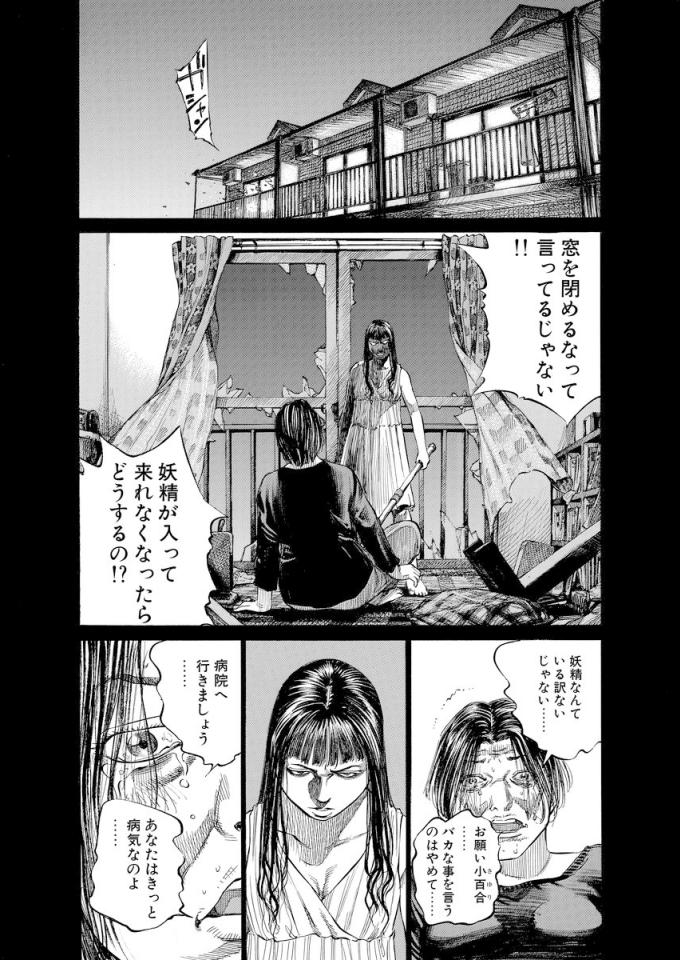 ガシャン
窓を閉めるなって
言ってるじゃない
!!
妖精が入って
来れなくなったら
どうするの!?
妖精なんて
いる訳ない
じゃない……
お願い小百合
さゆり
……
バカな事を言う
のはやめて……
病院へ
行きましょう
……
あなたはきっと
病気なのよ
……